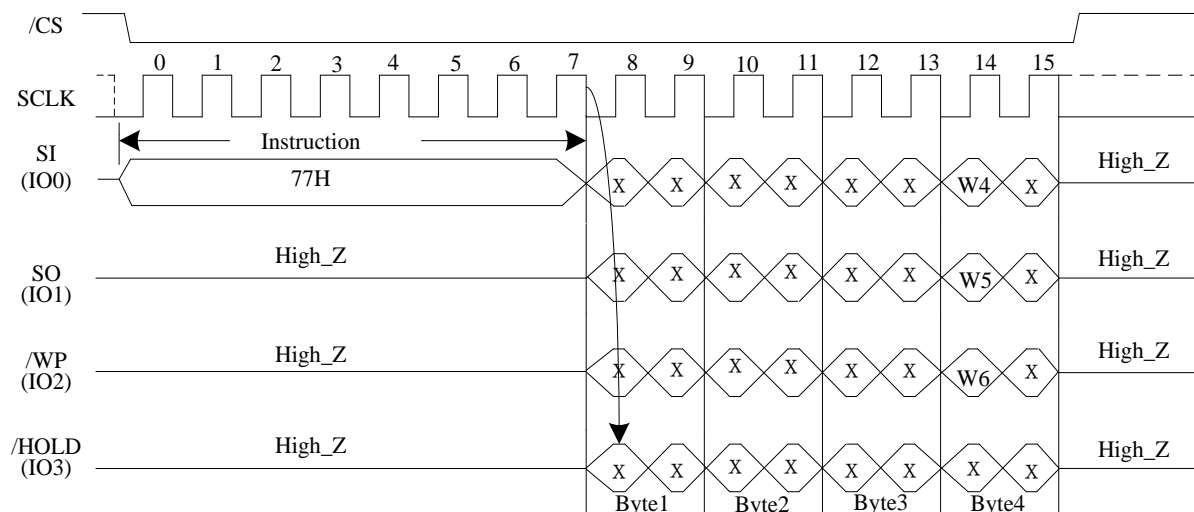 /CS
0 1 2 3 4 5 6 7 8 9 10 11 12 13 14 15
SCLK
Instruction
SI
(IO0)
77H
X X X X X X W4 X
High_Z
SO
(IO1)
High_Z
X X X X X X W5 X
High_Z
/WP
(IO2)
High_Z
X X X X X X W6 X
High_Z
/HOLD
(IO3)
High_Z
X X X X X X X X
High_Z
Byte1 Byte2 Byte3 Byte4